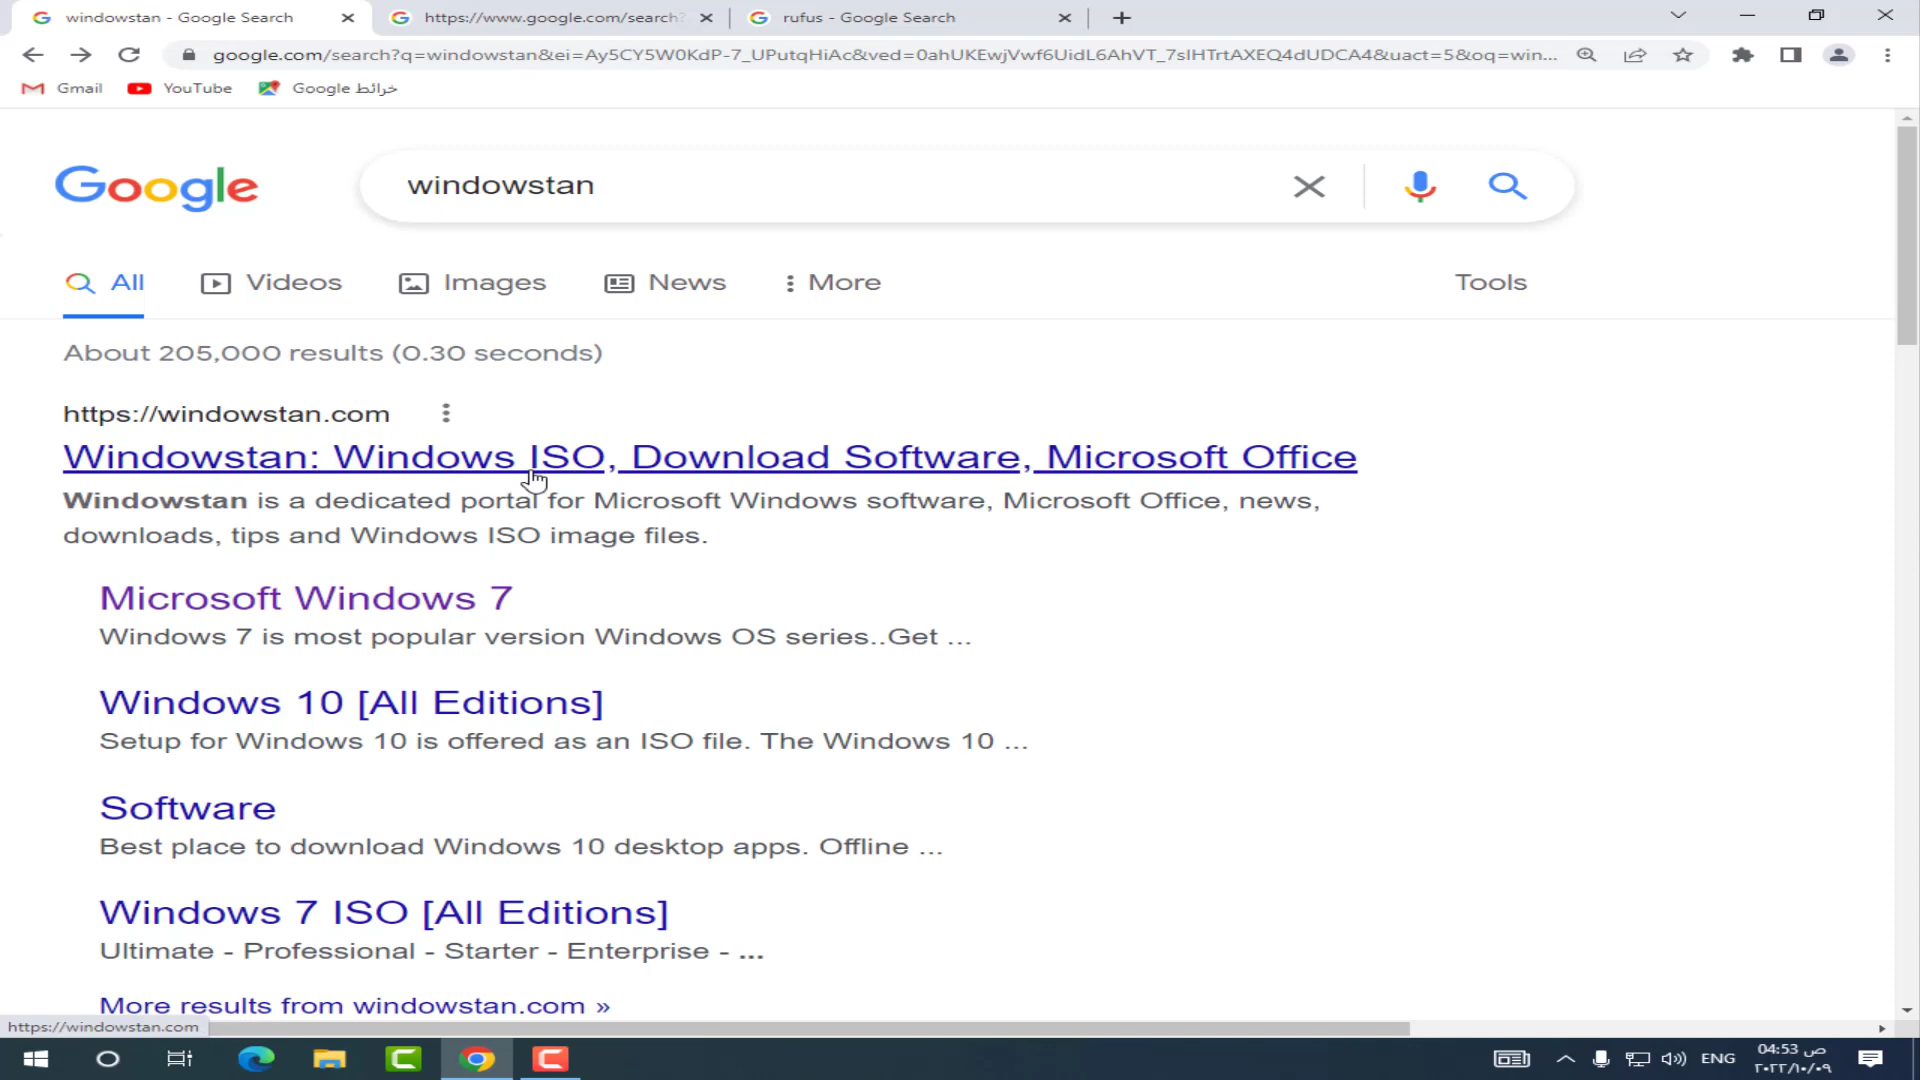 windowstan - Google Search
https://www.google.com/search?
rufus - Google Search
google.com/search?q=windowstan&ei=Ay5CY5W0KdP-7_UPutqHiAc&ved=0ahUKEwjVwf6UidL6AhVT_7sIHTrtAXEQ4dUDCA4&uact=5&oq=win...
Gmail
YouTube
خرائط Google
Google
windowstan
All
Videos
Images
News
More
Tools
About 205,000 results (0.30 seconds)
https://windowstan.com
Windowstan: Windows ISO, Download Software, Microsoft Office
Windowstan is a dedicated portal for Microsoft Windows software, Microsoft Office, news,
downloads, tips and Windows ISO image files.
Microsoft Windows 7
Windows 7 is most popular version Windows OS series..Get ...
Windows 10 [All Editions]
Setup for Windows 10 is offered as an ISO file. The Windows 10 ...
Software
Best place to download Windows 10 desktop apps. Offline ...
Windows 7 ISO [All Editions]
Ultimate - Professional - Starter - Enterprise - ...
More results from windowstan.com »
https://windowstan.com
ENG
04:53 ص
٢٠٢٢/١٠/٠٩